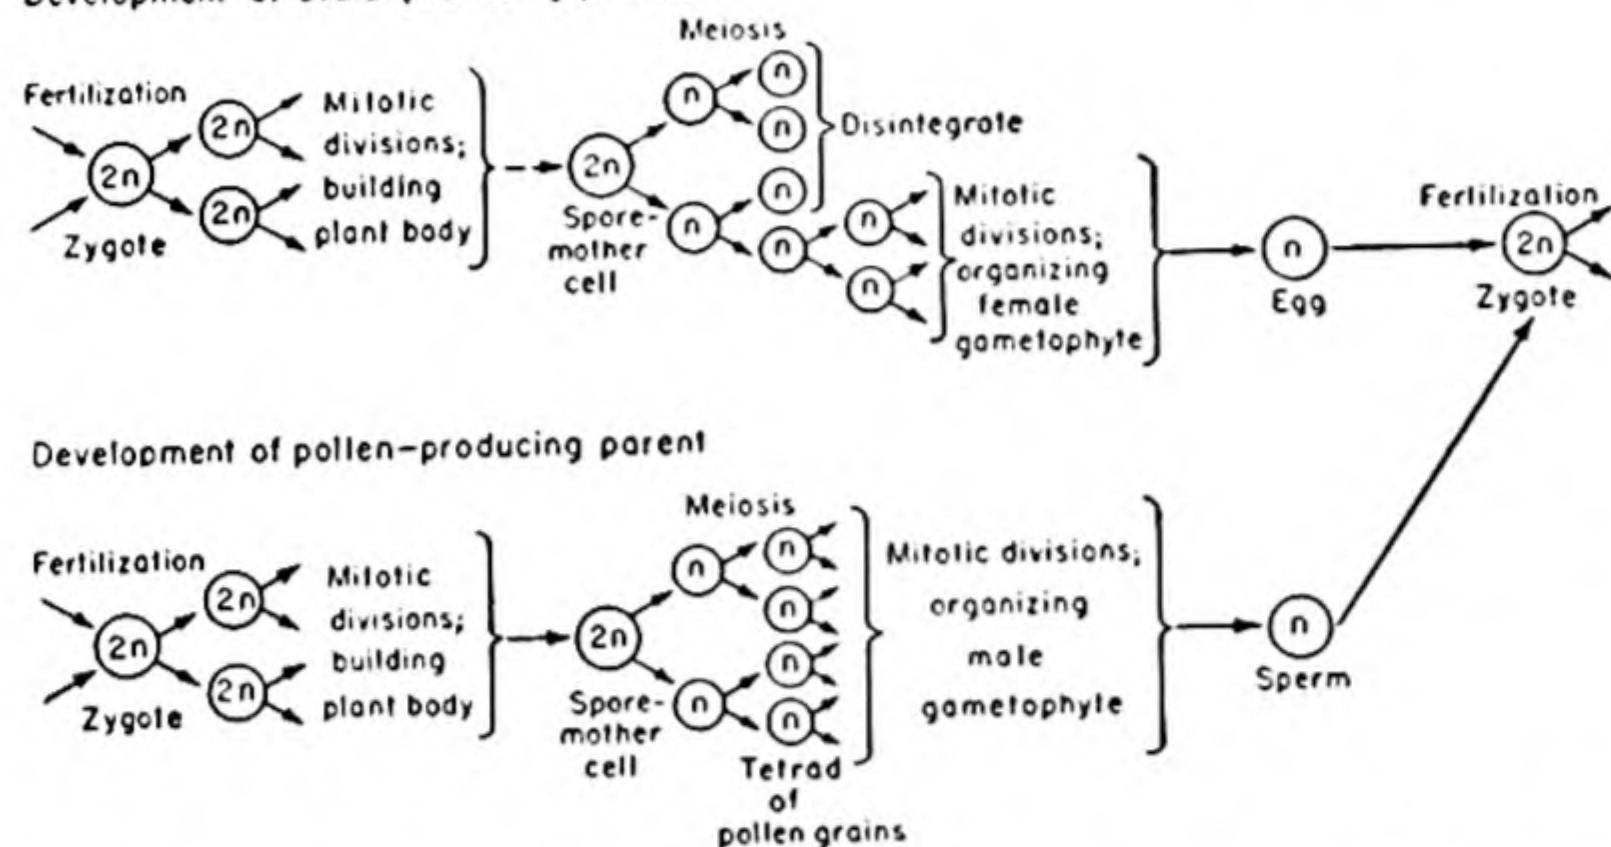 Development of
Meiosis
Fertilization
2n
2n
2n
Zygote
Mitotic
divisions;
building
plant body
2n
Spore-
mother
cell
n
n
n
n
n
n
Disintegrate
n
n
Mitotic
divisions;
organizing
female
gametophyte
n
Egg
Fertilization
2n
Zygote
Development of pollen-producing parent
Meiosis
Fertilization
2n
2n
2n
Zygote
Mitotic
divisions;
building
plant body
2n
Spore-
mother
cell
n
n
n
n
n
n
Tetrad
of
pollen grains
Mitotic divisions;
organizing
male
gametophyte
n
Sperm